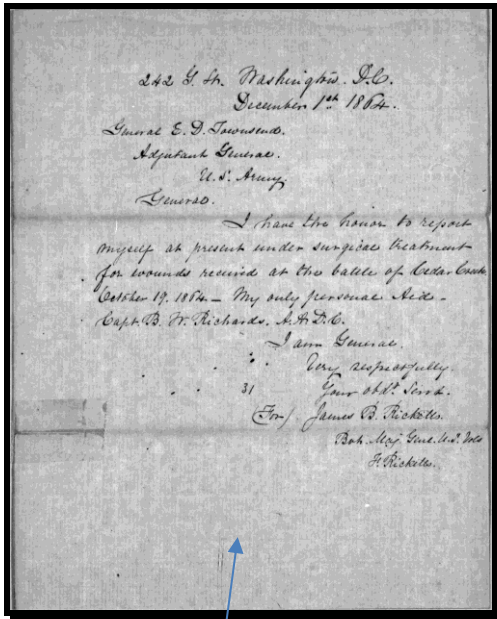 242 G. St. Washington. D.C.
December 1st 1864.
General E. D. Townsend.
Adjutant General.
U.S. Army.
General.
I have the honor to report
myself at present under surgical treatment
for wounds received at the battle of Cedar Creek
October 19. 1864 - My only personal Aid -
Capt. B. W. Richards. A.A.D.C.
I am General.
Very respectfully.
Your obdt. Servt.
31
(For) James B. Ricketts.
Bvt. Maj. Genl. U.S. Vols
F. Ricketts.